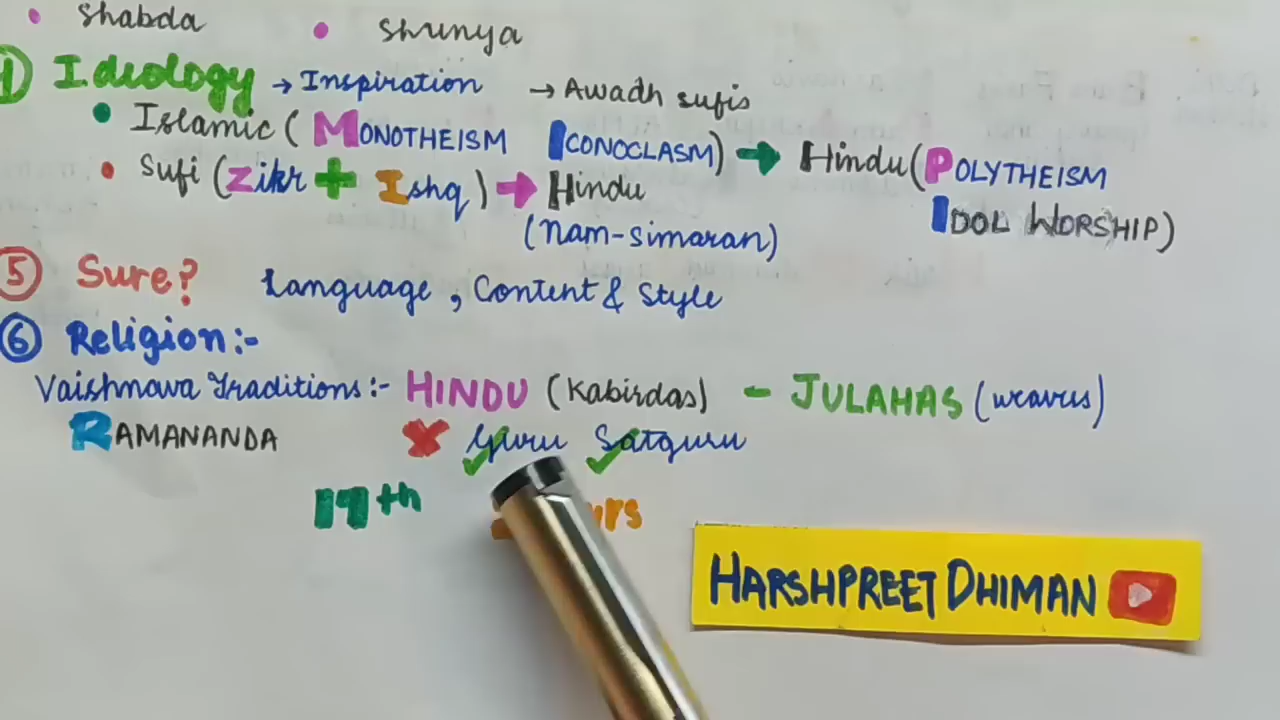 • Shabda • Shunya
4) Ideology → Inspiration → Awadh sufis
• Islamic (MONOTHEISM ICONOCLASM) → Hindu (POLYTHEISM
IDOL WORSHIP)
• Sufi (Zikr + Ishq) → Hindu
(Nam-simaran)
5 Sure? Language, Content & Style
6 Religion:-
Vaishnava Traditions:- HINDU (Kabirdas) - JULAHAS (weavers)
RAMANANDA ✗ Guru ✓ Satguru ✓
17th yrs
HARSHPREET DHIMAN